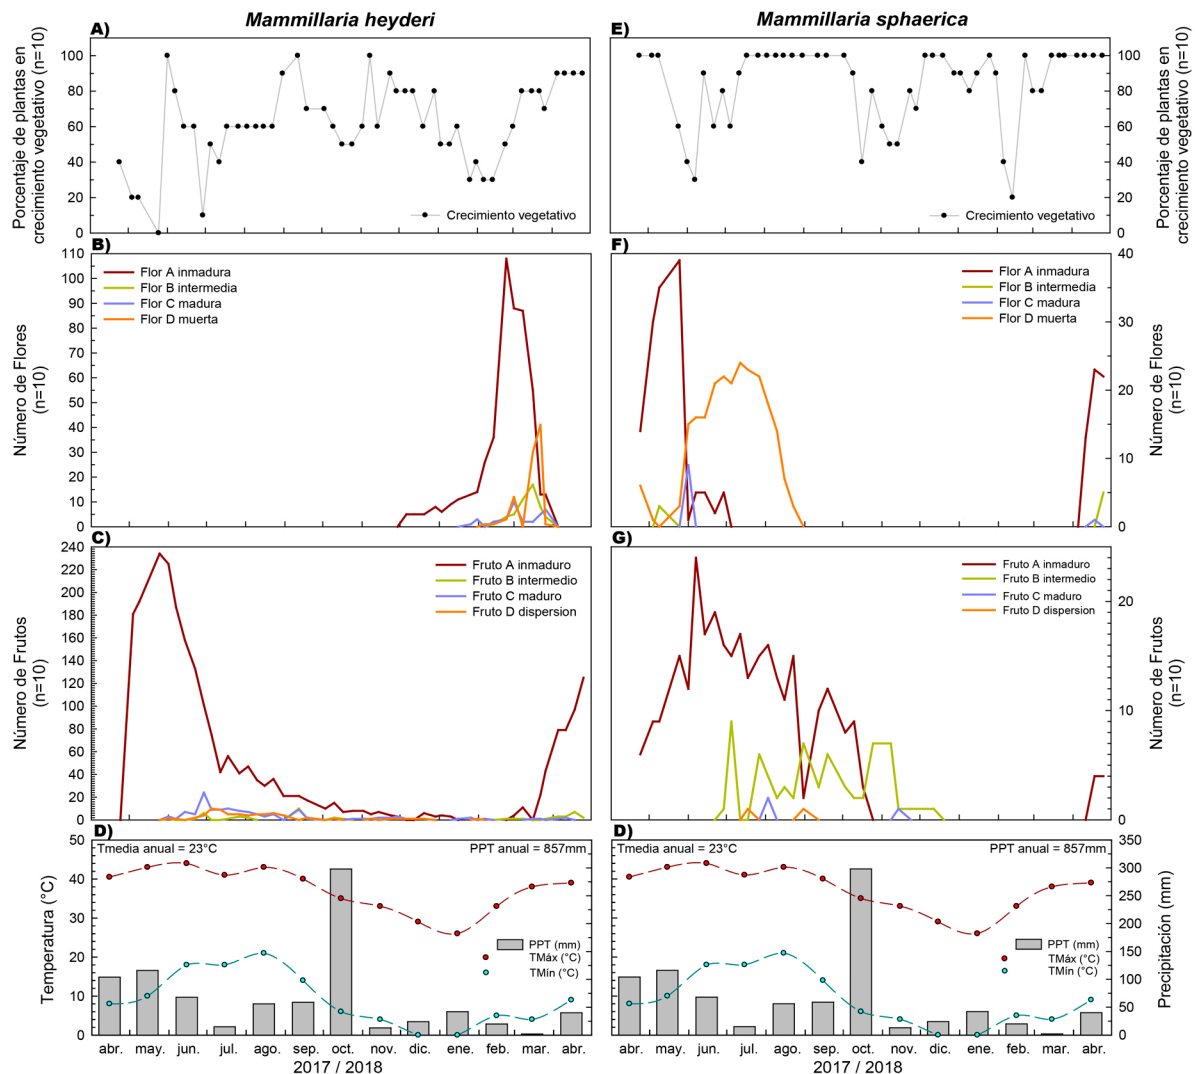 Mammillaria heyderi
Mammillaria sphaerica
A)
Porcentaje de plantas en
crecimiento vegetativo (n=10)
100
80
60
40
20
0
Crecimiento vegetativo
E)
Crecimiento vegetativo
100
80
60
40
20
0
Porcentaje de plantas en
crecimiento vegetativo (n=10)
B)
Número de Flores
(n=10)
110
100
90
80
70
60
50
40
30
20
10
0
Flor A inmadura
Flor B intermedia
Flor C madura
Flor D muerta
F)
Flor A inmadura
Flor B intermedia
Flor C madura
Flor D muerta
40
30
20
10
0
Número de Flores
(n=10)
C)
Número de Frutos
(n=10)
240
220
200
180
160
140
120
100
80
60
40
20
0
Fruto A inmaduro
Fruto B intermedio
Fruto C maduro
Fruto D dispersion
G)
Fruto A inmaduro
Fruto B intermedio
Fruto C maduro
Fruto D dispersion
20
10
0
Número de Frutos
(n=10)
D)
Temperatura (°C)
50
40
30
20
10
0
Tmedia anual = 23°C
PPT anual = 857mm
PPT (mm)
TMáx (°C)
TMín (°C)
abr. may. jun. jul. ago. sep. oct. nov. dic. ene. feb. mar. abr.
2017 / 2018
D)
Tmedia anual = 23°C
PPT anual = 857mm
PPT (mm)
TMáx (°C)
TMín (°C)
350
300
250
200
150
100
50
0
Precipitación (mm)
abr. may. jun. jul. ago. sep. oct. nov. dic. ene. feb. mar. abr.
2017 / 2018